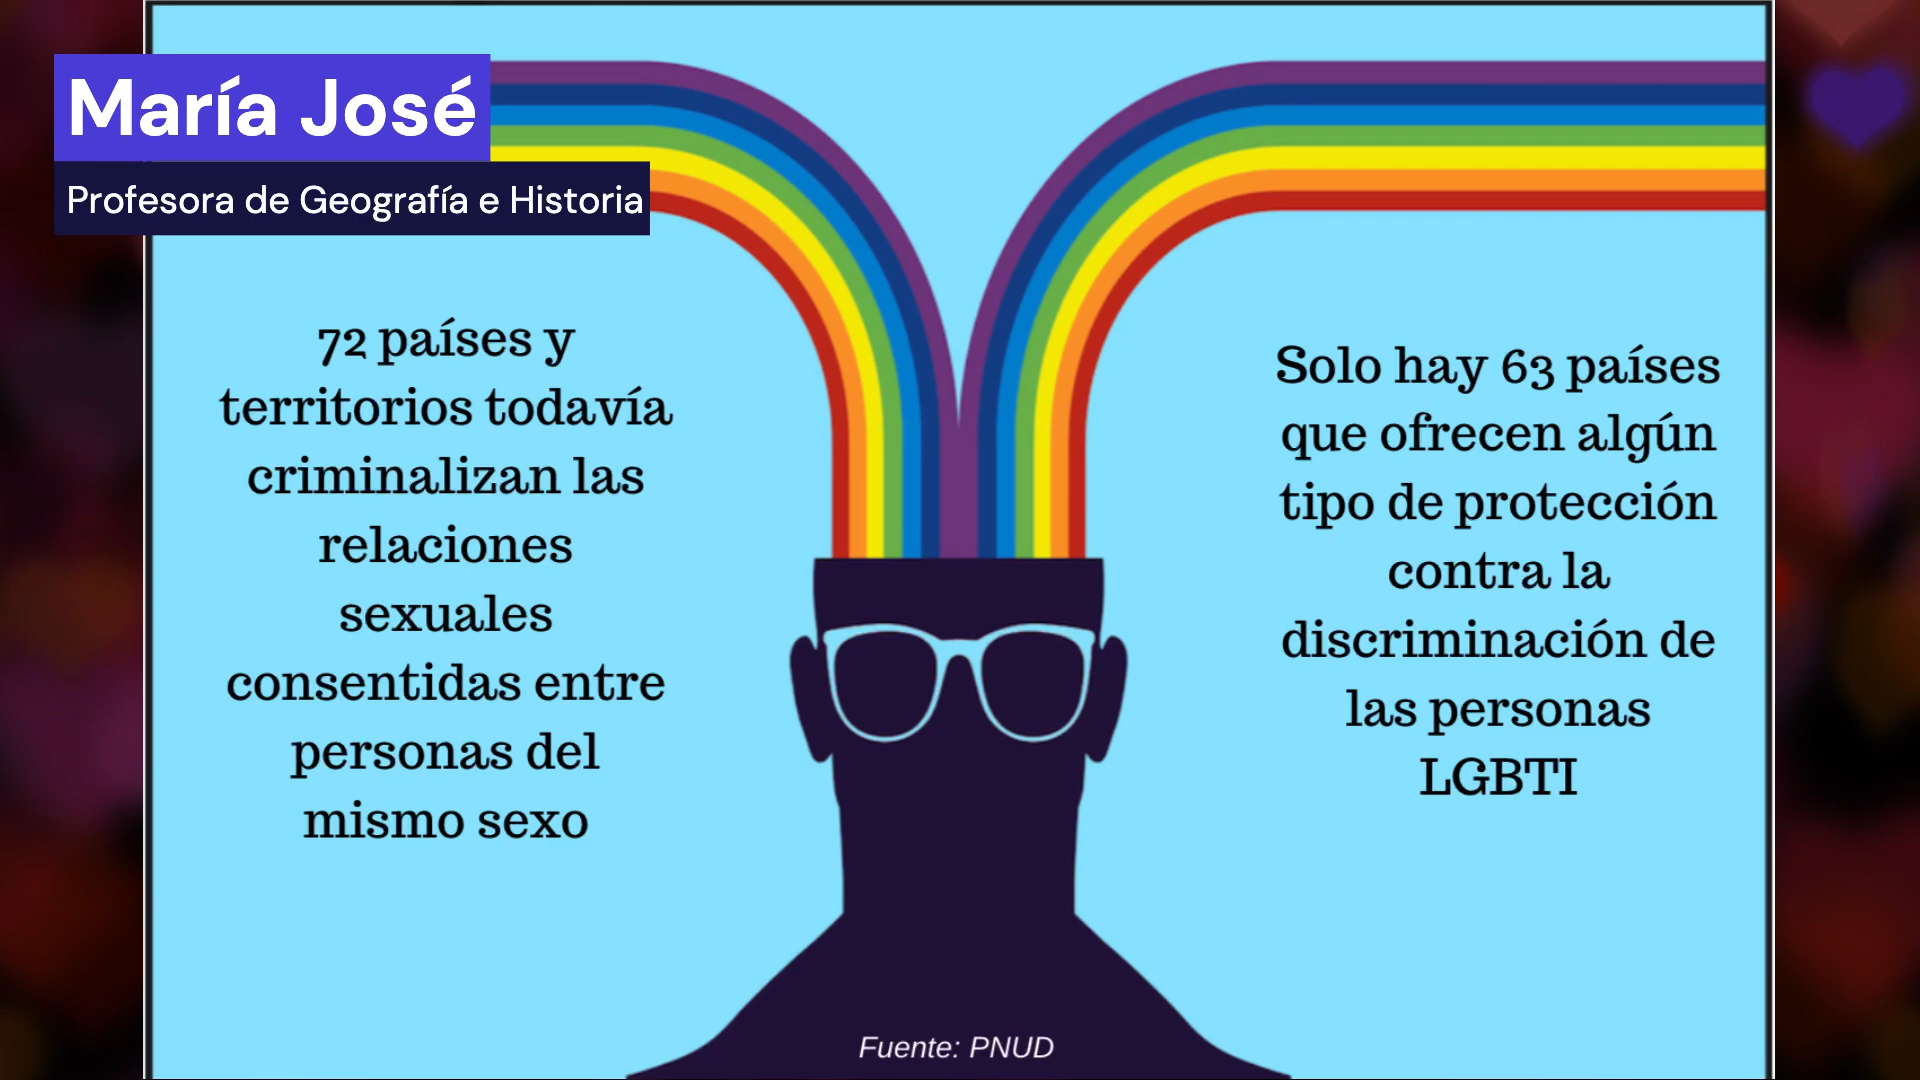 María José
Profesora de Geografía e Historia
72 países y
territorios todavía
criminalizan las
relaciones
sexuales
consentidas entre
personas del
mismo sexo
Solo hay 63 países
que ofrecen algún
tipo de protección
contra la
discriminación de
las personas
LGBTI
Fuente: PNUD